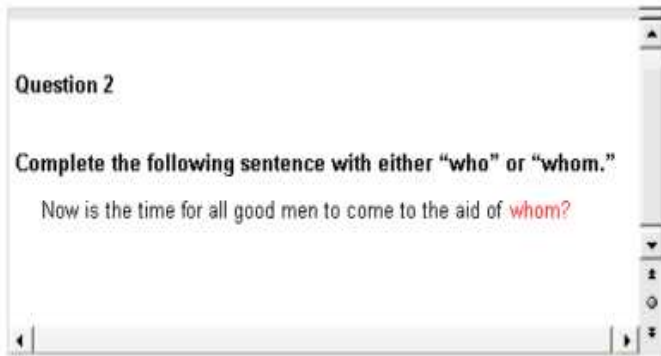 Question 2
Complete the following sentence with either “who” or “whom.”
Now is the time for all good men to come to the aid of whom?